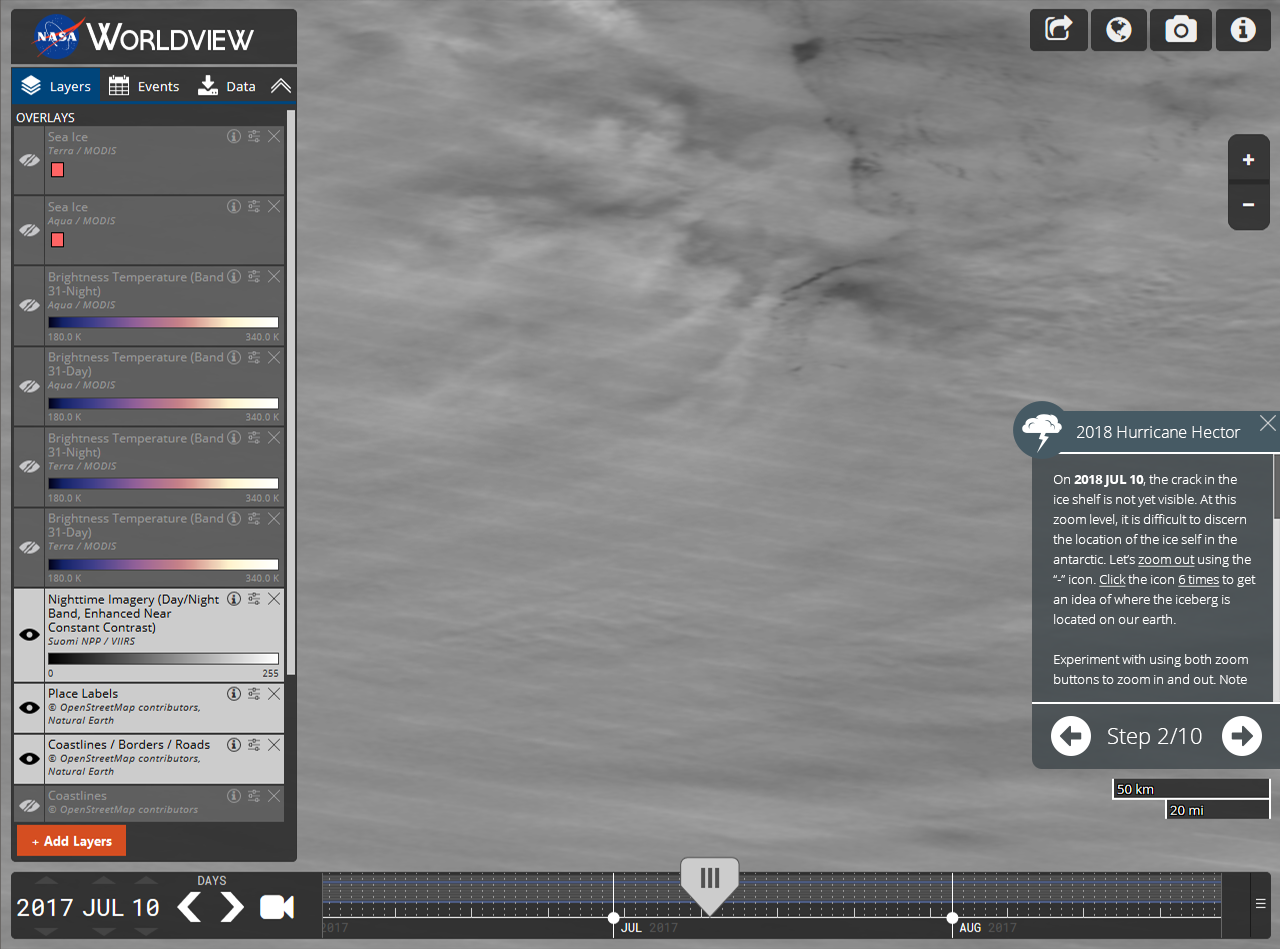 NASA WORLDVIEW
Layers Events Data
OVERLAYS
Sea Ice
Terra / MODIS
Sea Ice
Aqua / MODIS
Brightness Temperature (Band
31-Night)
Aqua / MODIS
180.0 K 340.0 K
Brightness Temperature (Band
31-Day)
Aqua / MODIS
180.0 K 340.0 K
Brightness Temperature (Band
31-Night)
Terra / MODIS
180.0 K 340.0 K
Brightness Temperature (Band
31-Day)
Terra / MODIS
180.0 K 340.0 K
Nighttime Imagery (Day/Night
Band, Enhanced Near
Constant Contrast)
Suomi NPP / VIIRS
0 255
Place Labels
© OpenStreetMap contributors,
Natural Earth
Coastlines / Borders / Roads
© OpenStreetMap contributors,
Natural Earth
Coastlines
© OpenStreetMap contributors
+ Add Layers
2018 Hurricane Hector
On 2018 JUL 10, the crack in the
ice shelf is not yet visible. At this
zoom level, it is difficult to discern
the location of the ice self in the
antarctic. Let's zoom out using the
"-" icon. Click the icon 6 times to get
an idea of where the iceberg is
located on our earth.
Experiment with using both zoom
buttons to zoom in and out. Note
Step 2/10
50 km
20 mi
DAYS
2017 JUL 10
2017
JUL 2017
AUG 2017